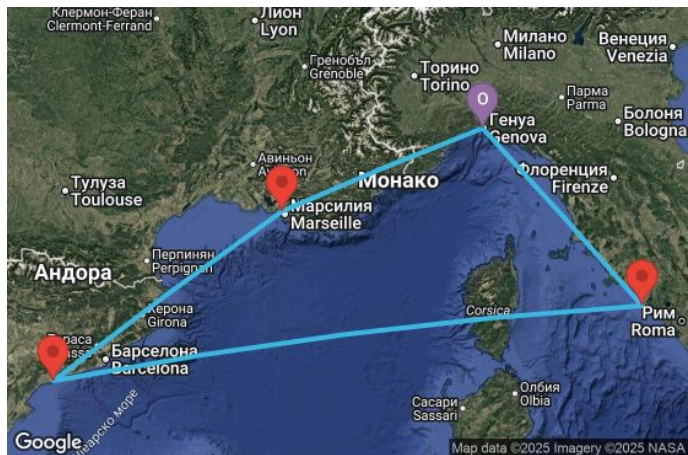 Клермон-Феран
Clermont-Ferrand
Лион
Lyon
Милано
Milano
Венеция
Venezia
Гренобъл
Grenoble
Торино
Torino
Парма
Parma
0
Генуа
Genova
Болоня
Bologna
Авиньон
Монако
Флоренция
Firenze
Тулуза
Toulouse
Марсилия
Marseille
Перпинян
Perpignan
Андора
Херона
Girona
Corsica
Рим
Roma
Барселона
Barcelona
Олбия
Olbia
Сасари
Sassari
Google
Map data ©2025 Imagery ©2025 NASA